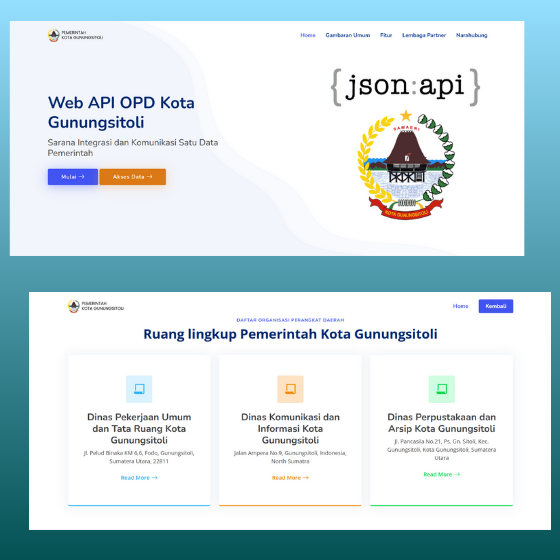 PEMERINTAH
KOTA GUNUNGSITOLI
Home Gambaran Umum Fitur Lembaga Partner Narahubung
{json:api}
Web API OPD Kota
Gunungsitoli
Sarana Integrasi dan Komunikasi Satu Data
Pemerintah
Mulai →
Akses Data →
YAMAERI
KOTA GUNUNGSITOLI
PEMERINTAH
KOTA GUNUNGSITOLI
Home Kembali
DAFTAR ORGANISASI PERANGKAT DAERAH
Ruang lingkup Pemerintah Kota Gunungsitoli
Dinas Pekerjaan Umum
dan Tata Ruang Kota
Gunungsitoli
Jl. Pelud Binaka KM 6,6, Fodo, Gunungsitoli,
Sumatera Utara, 22811
Read More →
Dinas Komunikasi dan
Informasi Kota
Gunungsitoli
Jalan Ampera No.9, Gunungsitoli, Indonesia,
North Sumatra
Read More →
Dinas Perpustakaan dan
Arsip Kota Gunungsitoli
Jl. Pancasila No.21, Ps. Gn. Sitoli, Kec.
Gunungsitoli, Kota Gunungsitoli, Sumatera
Utara
Read More →